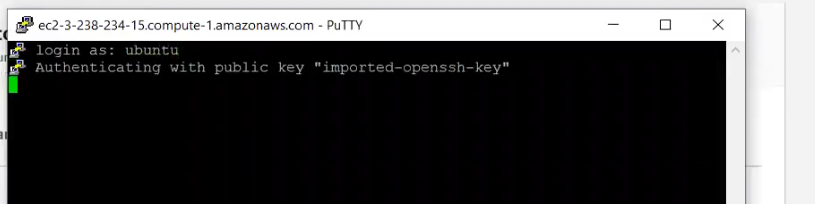 ec2-3-238-234-15.compute-1.amazonaws.com - PuTTY
login as: ubuntu
Authenticating with public key "imported-openssh-key"